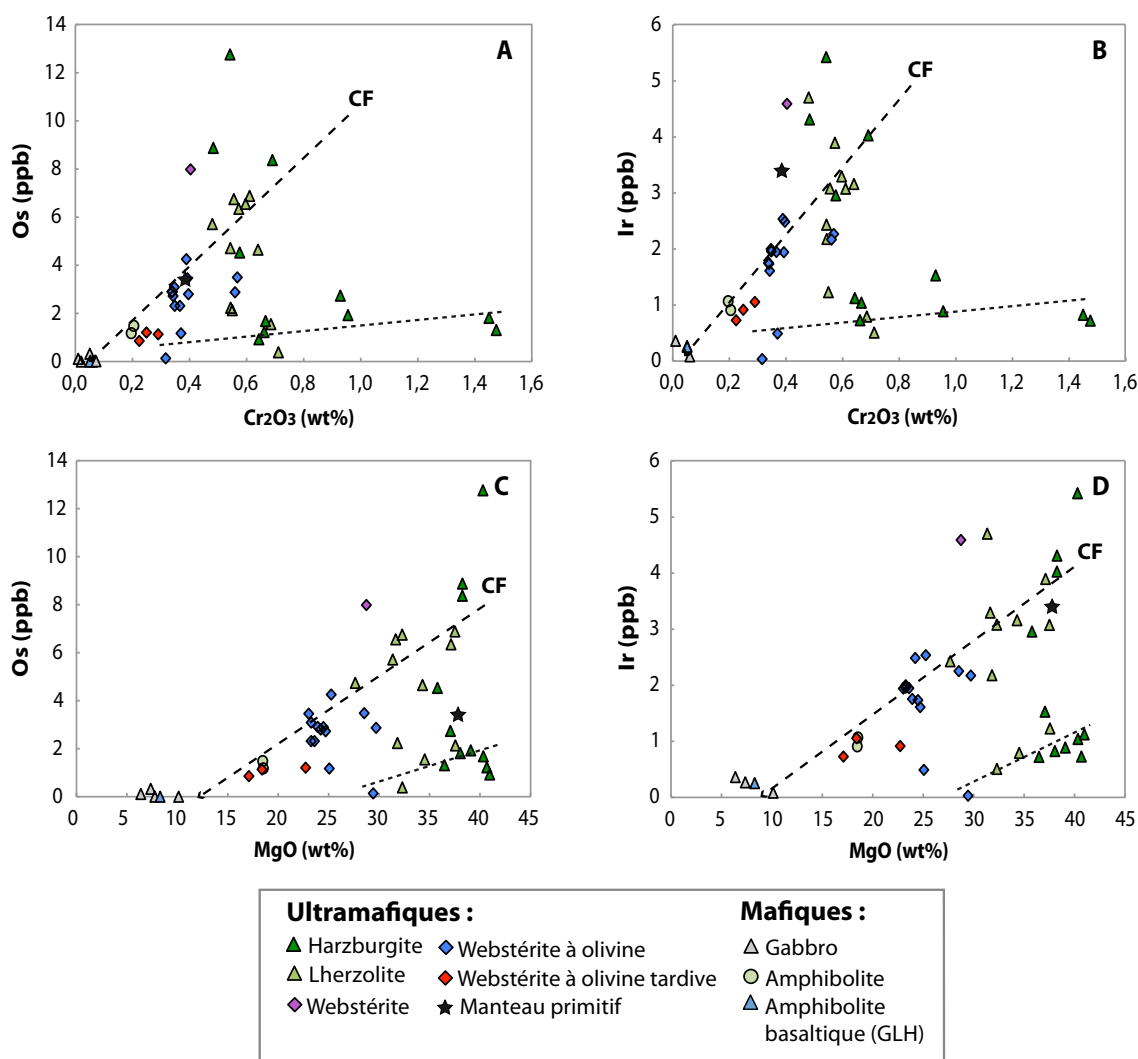 A
CF
Os (ppb)
14
12
10
8
6
4
2
0
0,0 0,2 0,4 0,6 0,8 1,0 1,2 1,4 1,6
Cr2O3 (wt%)
B
CF
Ir (ppb)
6
5
4
3
2
1
0
0,0 0,2 0,4 0,6 0,8 1,0 1,2 1,4 1,6
Cr2O3 (wt%)
C
CF
Os (ppb)
14
12
10
8
6
4
2
0
0 5 10 15 20 25 30 35 40 45
MgO (wt%)
D
CF
Ir (ppb)
6
5
4
3
2
1
0
0 5 10 15 20 25 30 35 40 45
MgO (wt%)
Ultramafiques :
Harzburgite
Lherzolite
Webstérite
Webstérite à olivine
Webstérite à olivine tardive
Manteau primitif
Mafiques :
Gabbro
Amphibolite
Amphibolite
basaltique (GLH)